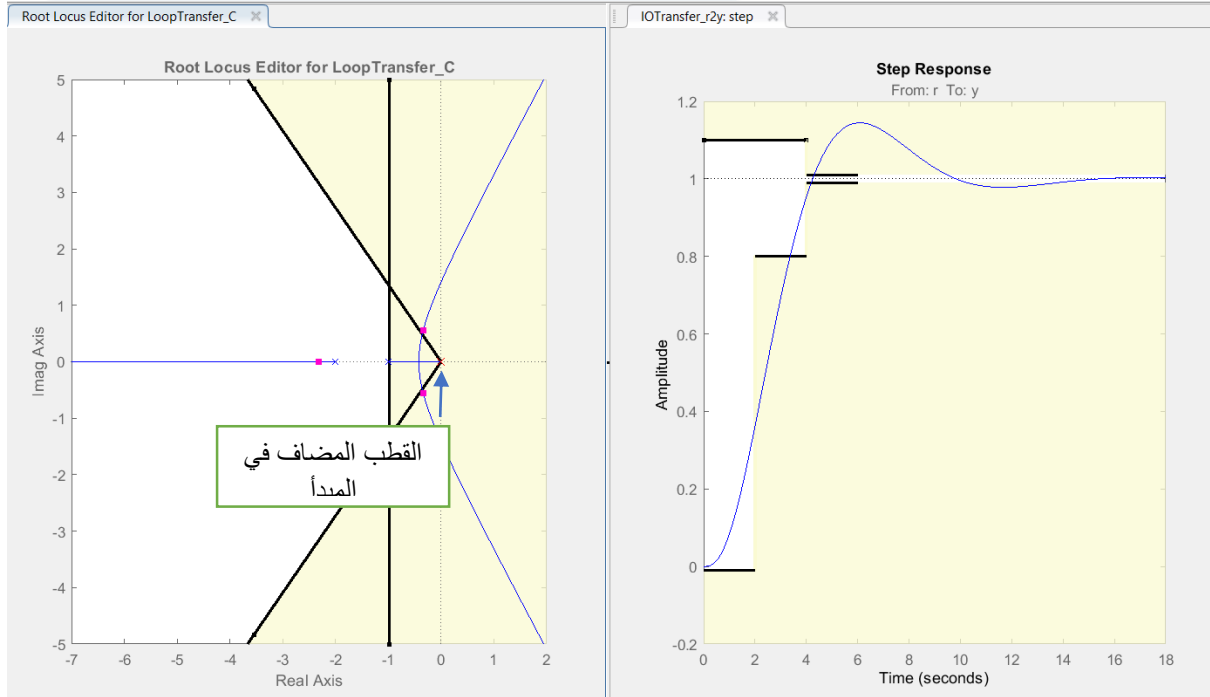 Root Locus Editor for LoopTransfer_C
IOTransfer_r2y: step
Root Locus Editor for LoopTransfer_C
5
4
3
2
1
0
-1
-2
-3
-4
-5
Imag Axis
-7 -6 -5 -4 -3 -2 -1 0 1 2
Real Axis
القطب المضاف في
المبدأ
Step Response
From: r To: y
1.2
1
0.8
0.6
0.4
0.2
0
-0.2
Amplitude
0 2 4 6 8 10 12 14 16 18
Time (seconds)